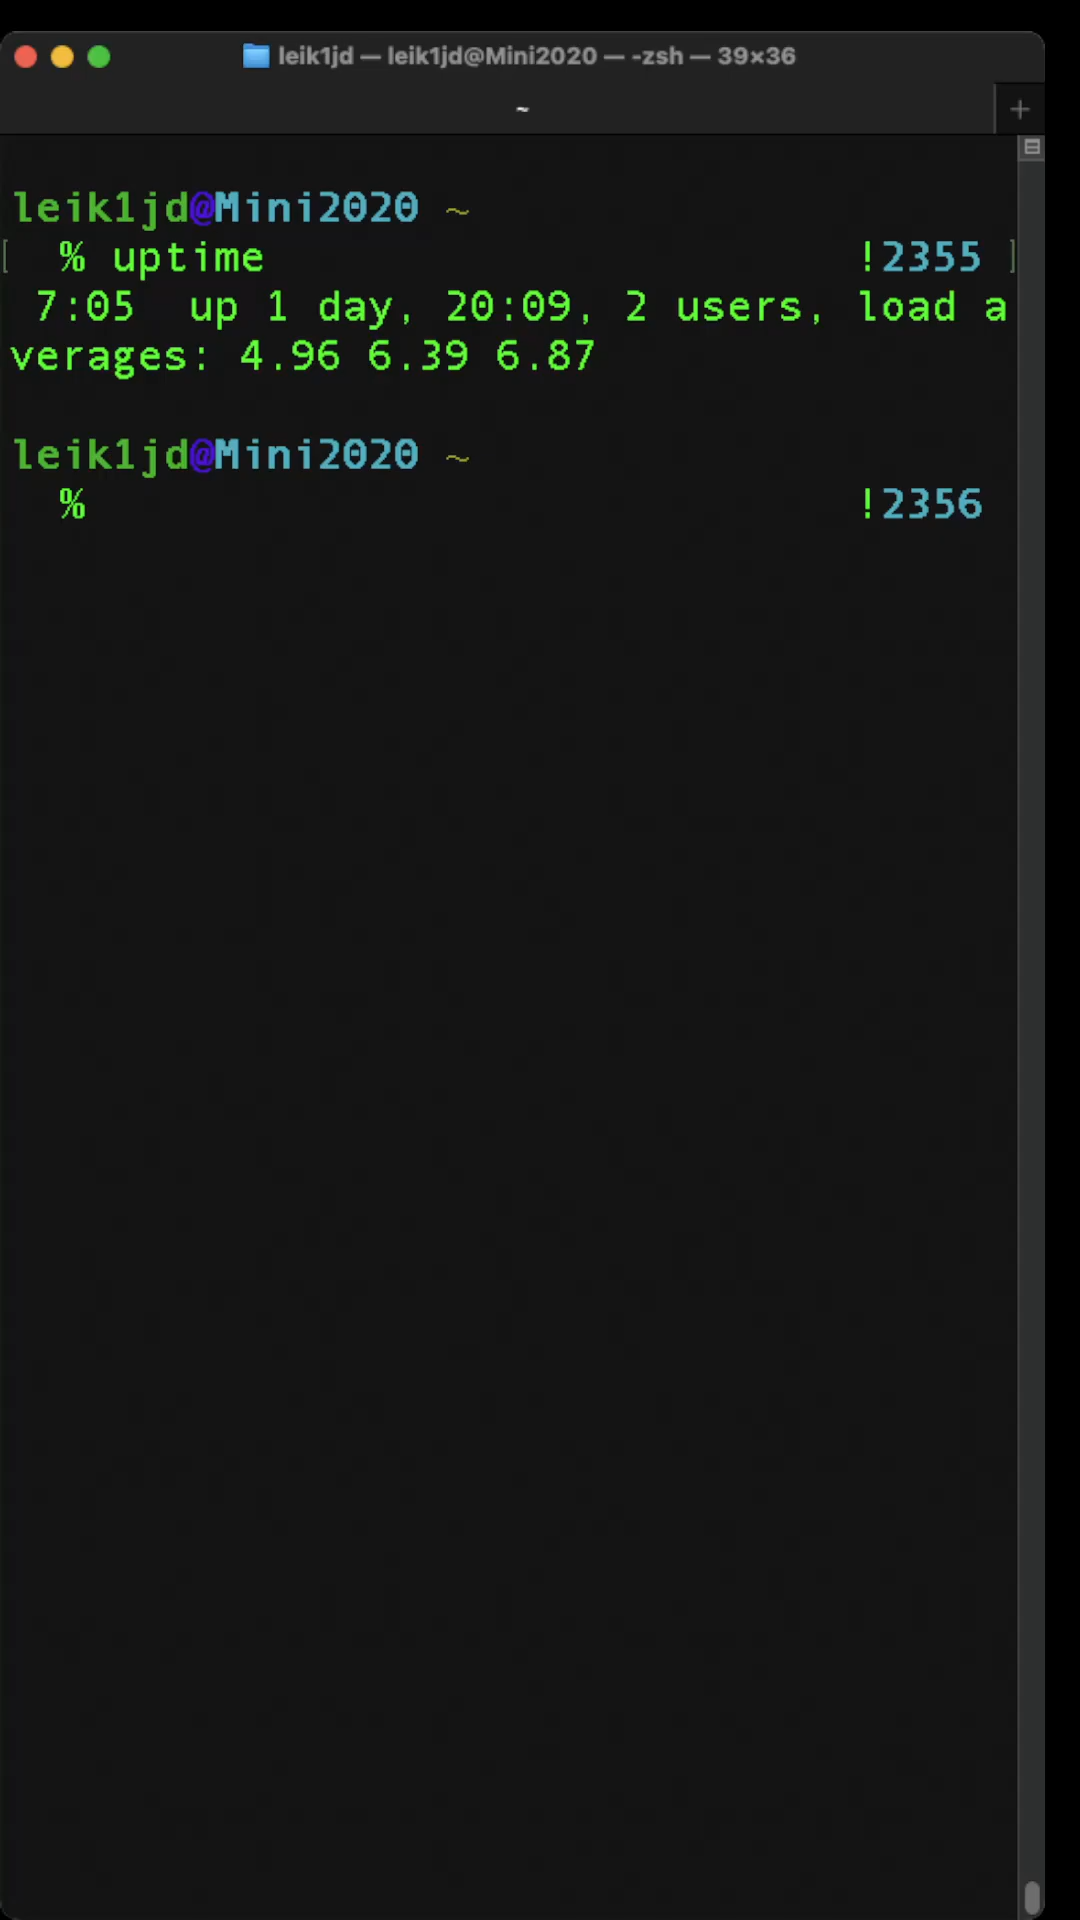 leik1jd — leik1jd@Mini2020 — -zsh — 39×36
~
leik1jd@Mini2020 ~
[ % uptime !2355 ]
7:05 up 1 day, 20:09, 2 users, load a
verages: 4.96 6.39 6.87
leik1jd@Mini2020 ~
% !2356